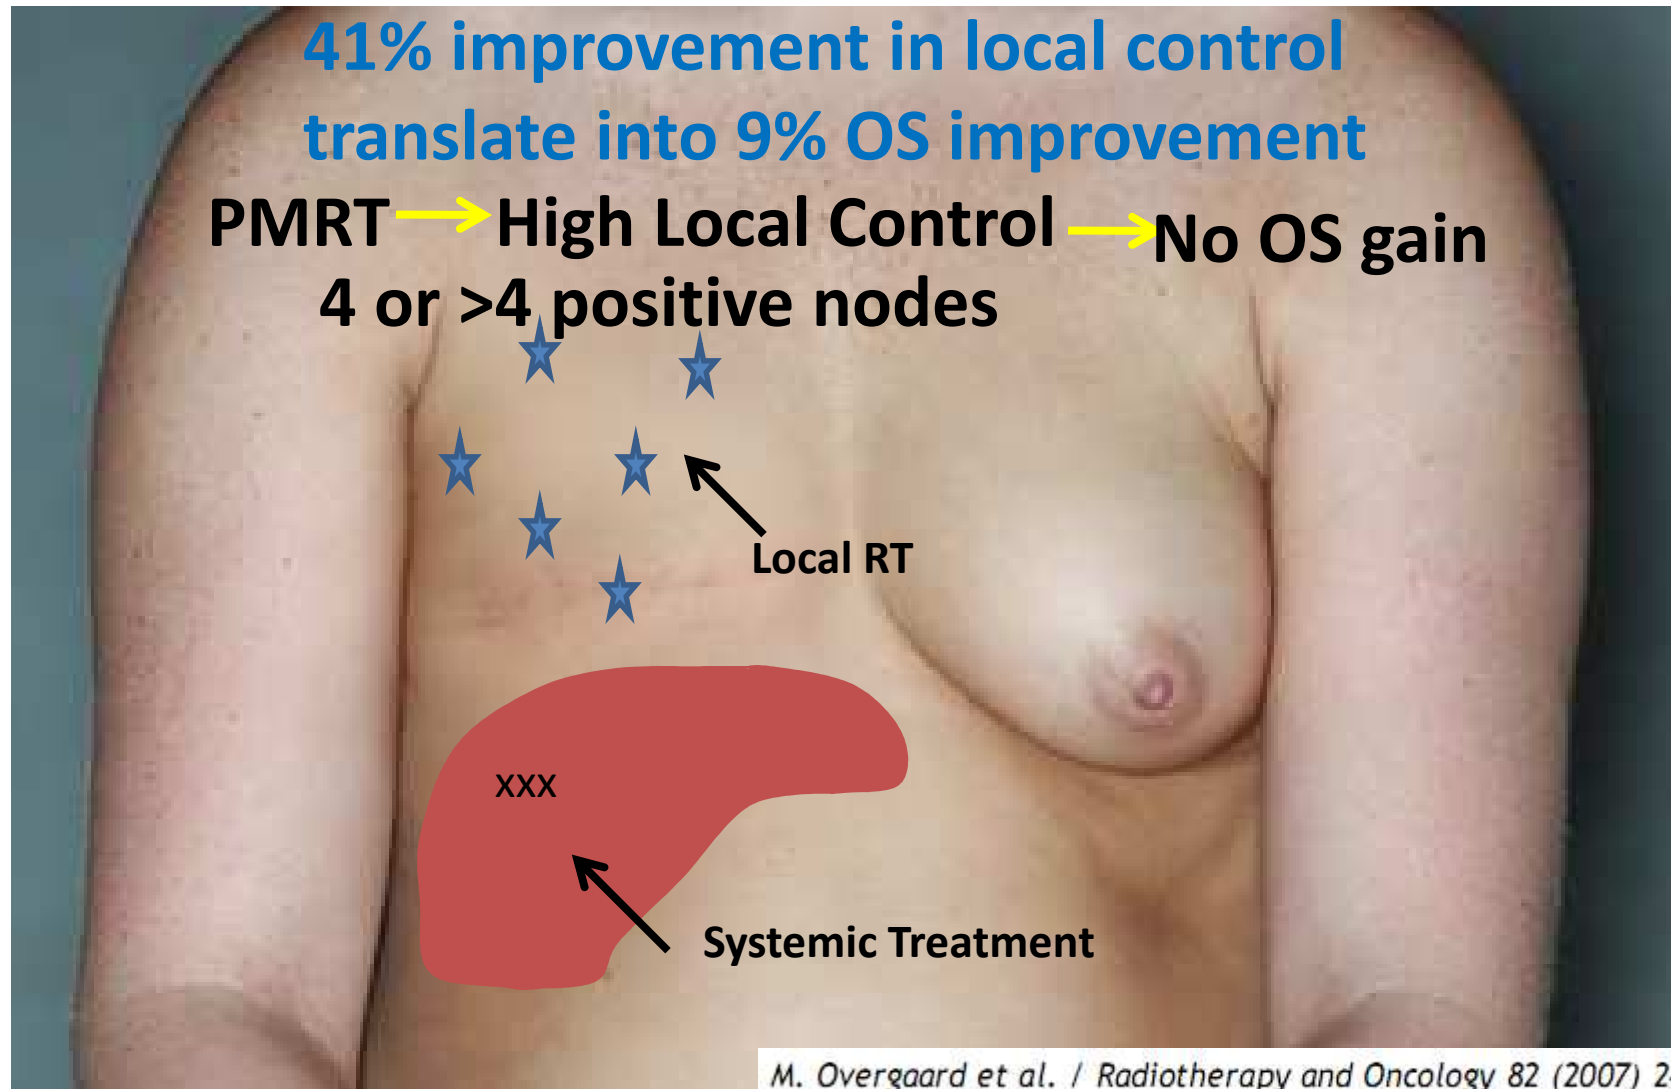 41% improvement in local control
translate into 9% OS improvement
PMRT High Local Control No OS gain
4 or >4 positive nodes
Local RT
xxx
Systemic Treatment
M. Overgaard et al. / Radiotherapy and Oncology 82 (2007) 2